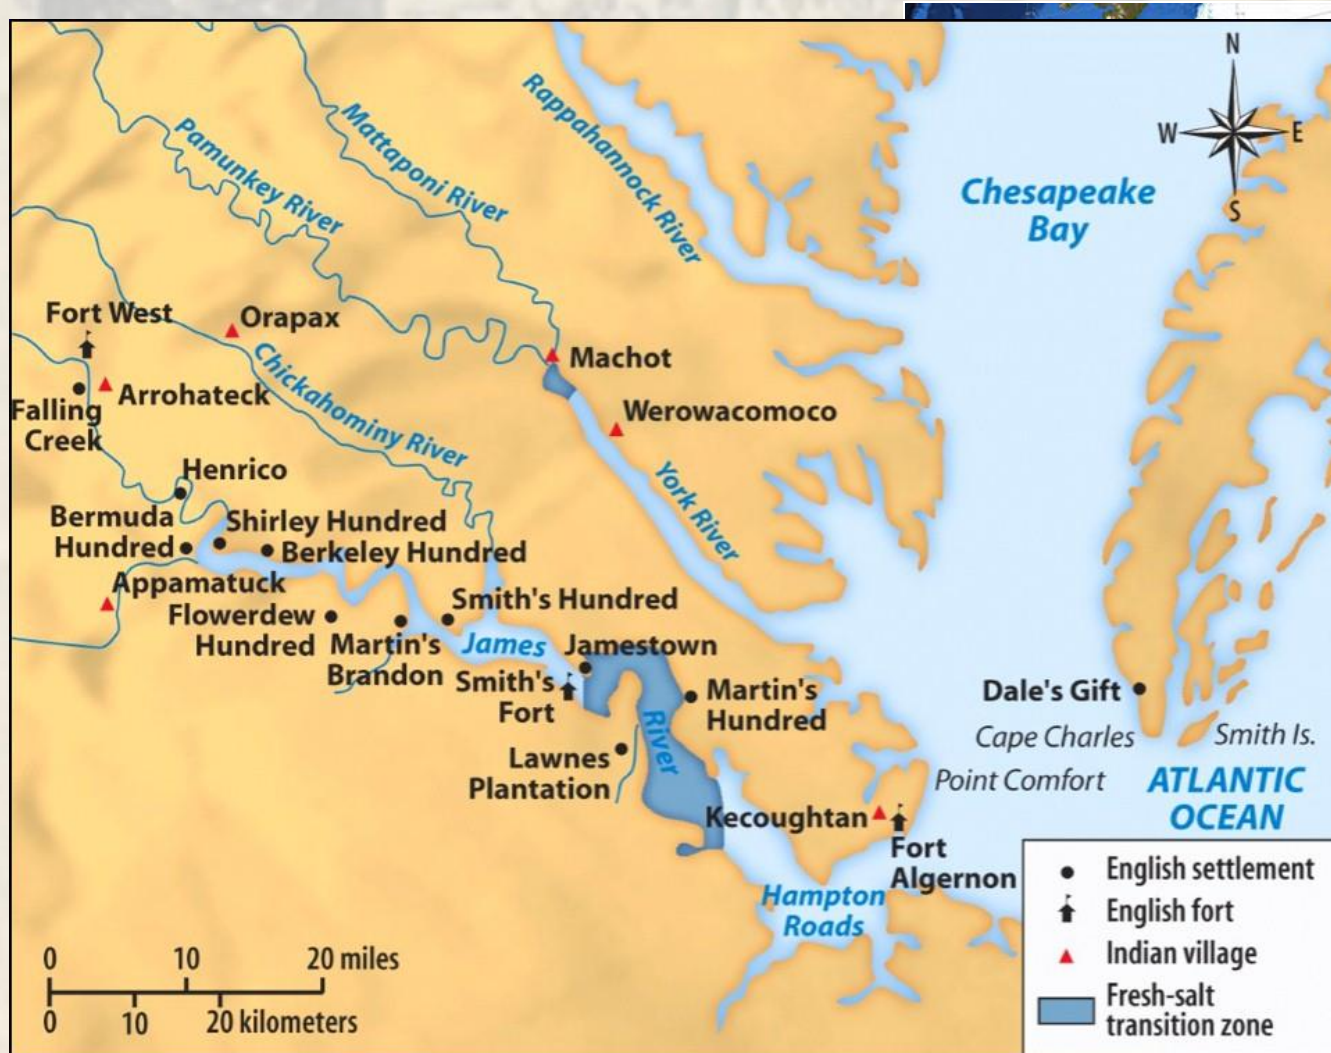 N
W
E
S
Rappahannock River
Mattaponi River
Pamunkey River
Chesapeake
Bay
Fort West
Orapax
Machot
Chickahominy River
Arrohateck
Falling
Creek
Werowacomoco
York River
Henrico
Bermuda
Hundred
Shirley Hundred
Berkeley Hundred
Appamatuck
Flowerdew
Hundred
Smith's Hundred
Martin's
Brandon
James
Jamestown
Smith's
Fort
Martin's
Hundred
River
Lawnes
Plantation
Dale's Gift
Cape Charles
Smith Is.
Point Comfort
ATLANTIC
OCEAN
Kecoughtan
Fort
Algernon
Hampton
Roads
0 10 20 miles
0 10 20 kilometers
English settlement
English fort
Indian village
Fresh-salt
transition zone